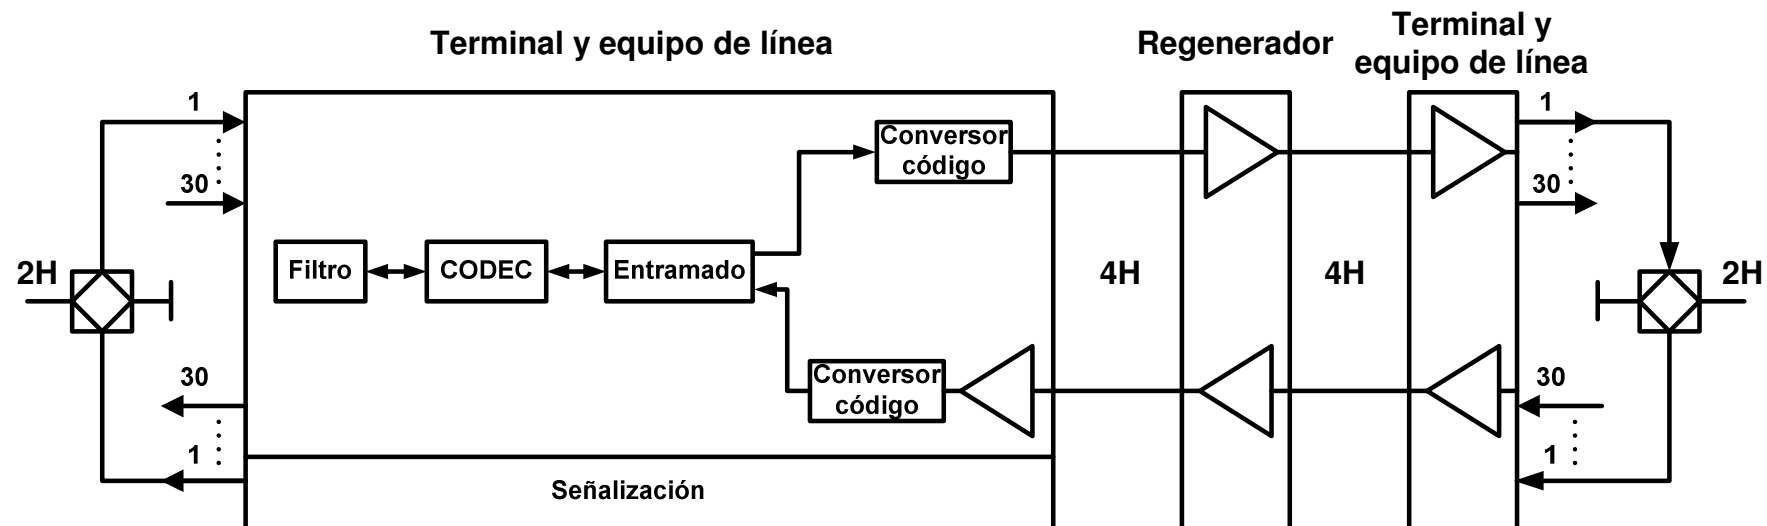 Terminal y equipo de línea
Regenerador
Terminal y
equipo de línea
1
30
2H
30
1
Filtro
CODEC
Entramado
Conversor
código
Conversor
código
Señalización
4H
4H
1
30
2H
30
1